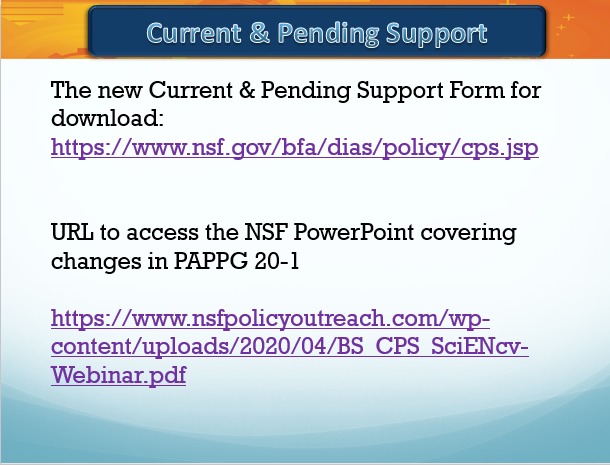 Current & Pending Support
The new Current & Pending Support Form for
download:
https://www.nsf.gov/bfa/dias/policy/cps.jsp
URL to access the NSF PowerPoint covering
changes in PAPPG 20-1
https://www.nsfpolicyoutreach.com/wp-
content/uploads/2020/04/BS_CPS_SciENcv-
Webinar.pdf